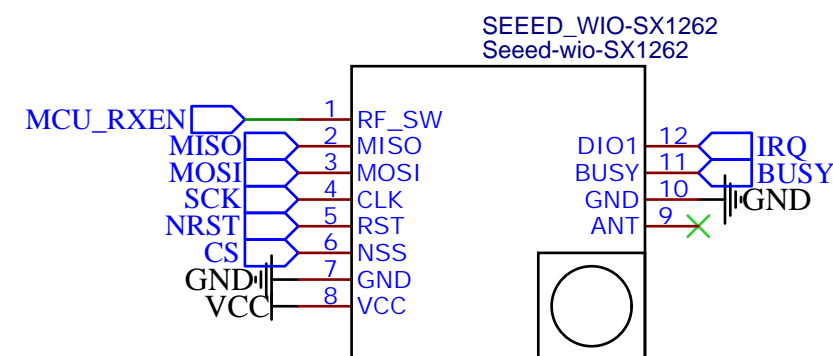 SEEED_WIO-SX1262
Seeed-wio-SX1262
MCU_RXEN 1 RF_SW
MISO 2 MISO
MOSI 3 MOSI
SCK 4 CLK
NRST 5 RST
CS 6 NSS
GND 7 GND
VCC 8 VCC
DIO1 12 IRQ
BUSY 11 BUSY
GND 10 GND
ANT 9